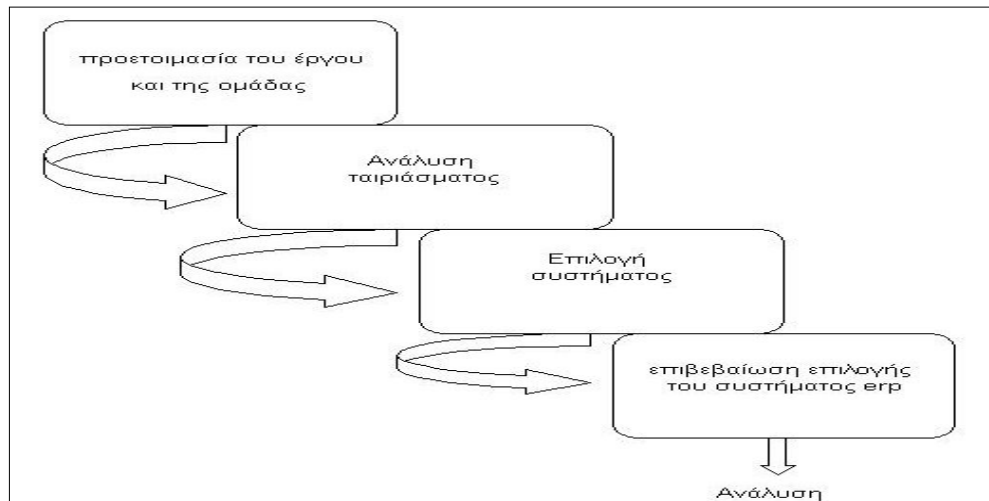 προετοιμασία του έργου
και της ομάδας
Ανάλυση
ταιριάσματος
Επιλογή
συστήματος
επιβεβαίωση επιλογής
του συστήματος erp
Ανάλυση